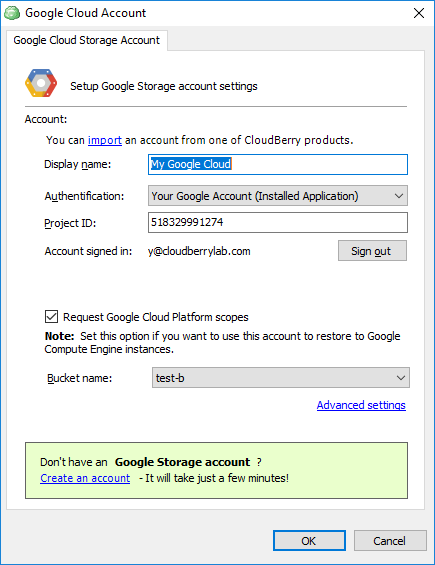 Google Cloud Account
Google Cloud Storage Account
Setup Google Storage account settings
Account:
You can import an account from one of CloudBerry products.
Display name: My Google Cloud
Authentification: Your Google Account (Installed Application)
Project ID: 518329991274
Account signed in: y@cloudberrylab.com Sign out
Request Google Cloud Platform scopes
Note: Set this option if you want to use this account to restore to Google
Compute Engine instances.
Bucket name: test-b
Advanced settings
Don't have an Google Storage account ?
Create an account - It will take just a few minutes!
OK Cancel